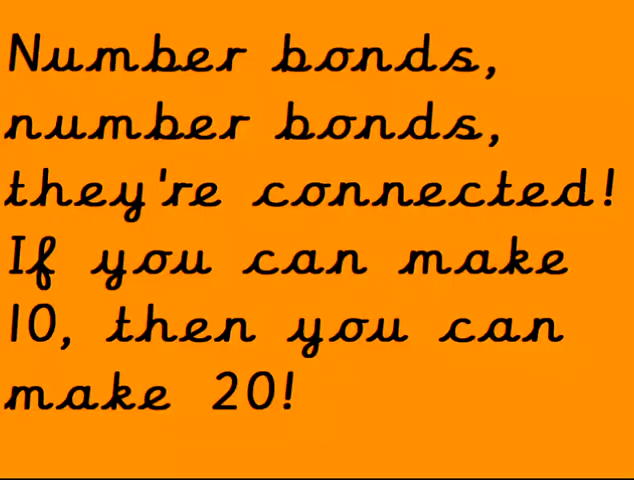 Number bonds,
number bonds,
they're connected!
If you can make
10, then you can
make 20!